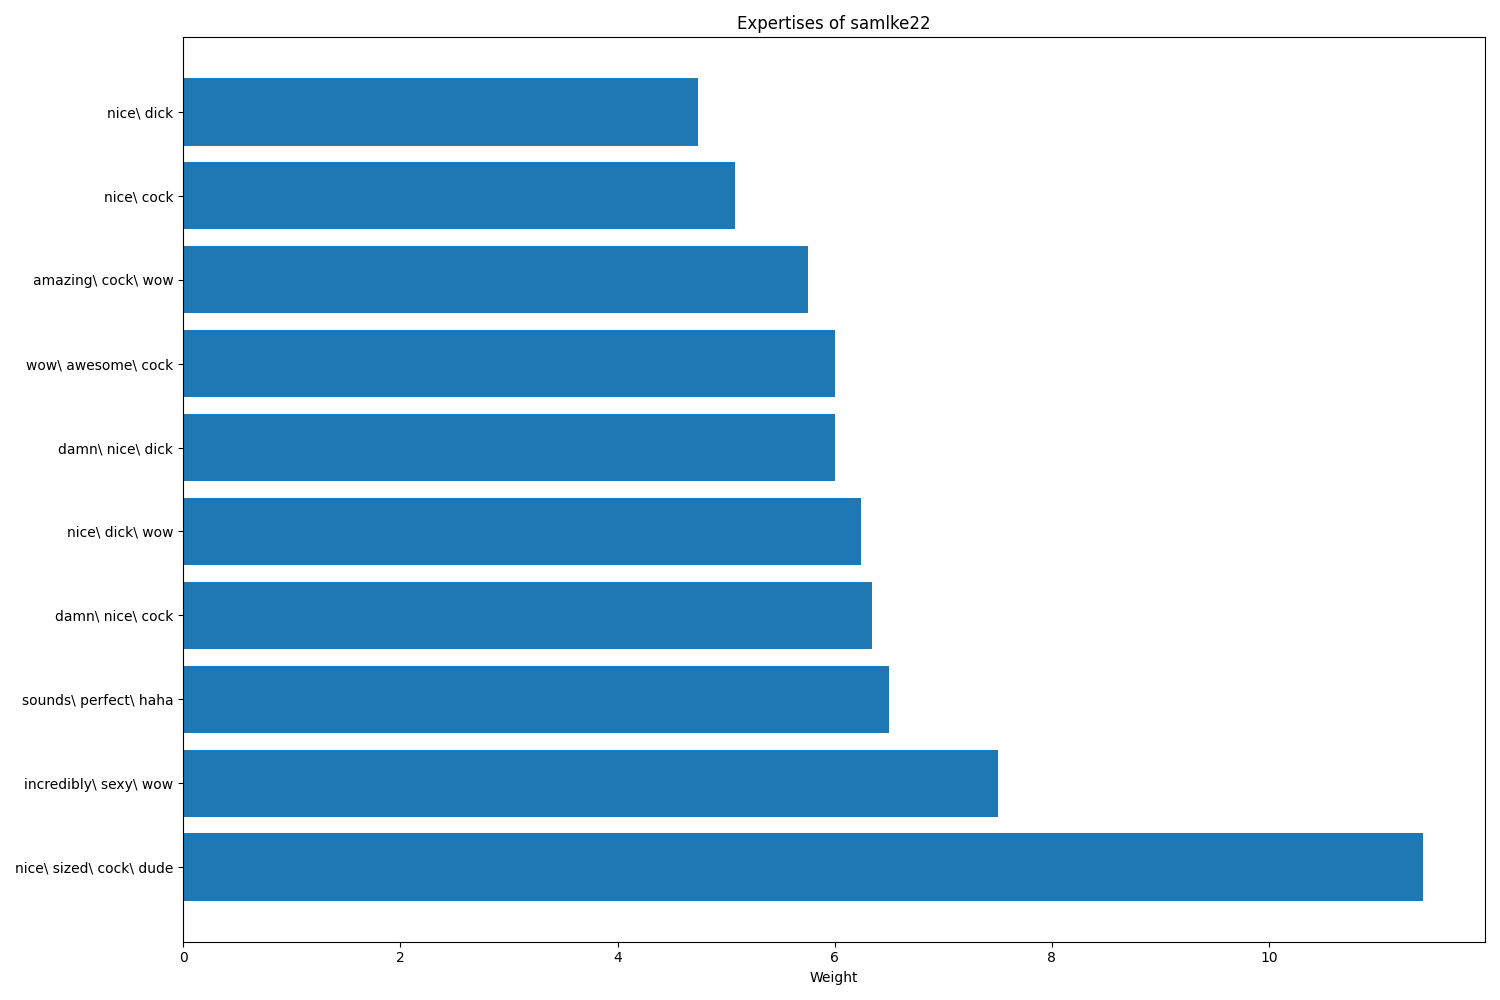 Expertises of samlke22
nice\ dick
nice\ cock
amazing\ cock\ wow
wow\ awesome\ cock
damn\ nice\ dick
nice\ dick\ wow
damn\ nice\ cock
sounds\ perfect\ haha
incredibly\ sexy\ wow
nice\ sized\ cock\ dude
0 2 4 6 8 10
Weight